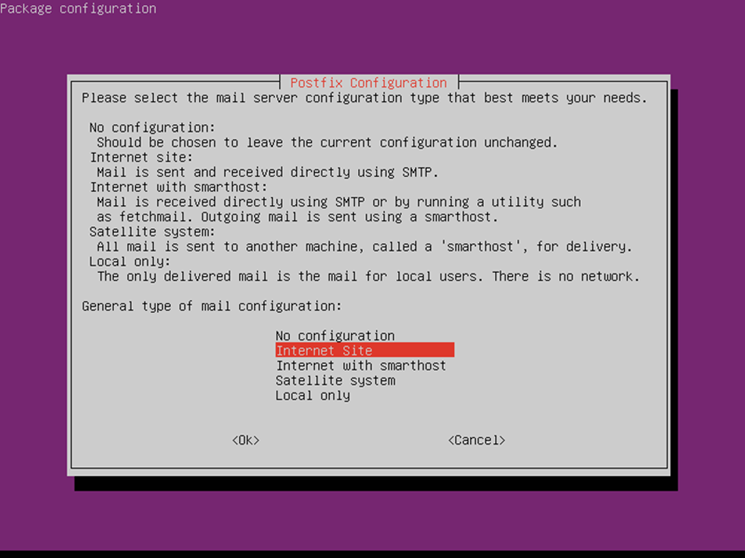 Package configuration
Postfix Configuration
Please select the mail server configuration type that best meets your needs.
No configuration:
Should be chosen to leave the current configuration unchanged.
Internet site:
Mail is sent and received directly using SMTP.
Internet with smarthost:
Mail is received directly using SMTP or by running a utility such
as fetchmail. Outgoing mail is sent using a smarthost.
Satellite system:
All mail is sent to another machine, called a 'smarthost', for delivery.
Local only:
The only delivered mail is the mail for local users. There is no network.
General type of mail configuration:
No configuration
Internet Site
Internet with smarthost
Satellite system
Local only
<Ok> <Cancel>